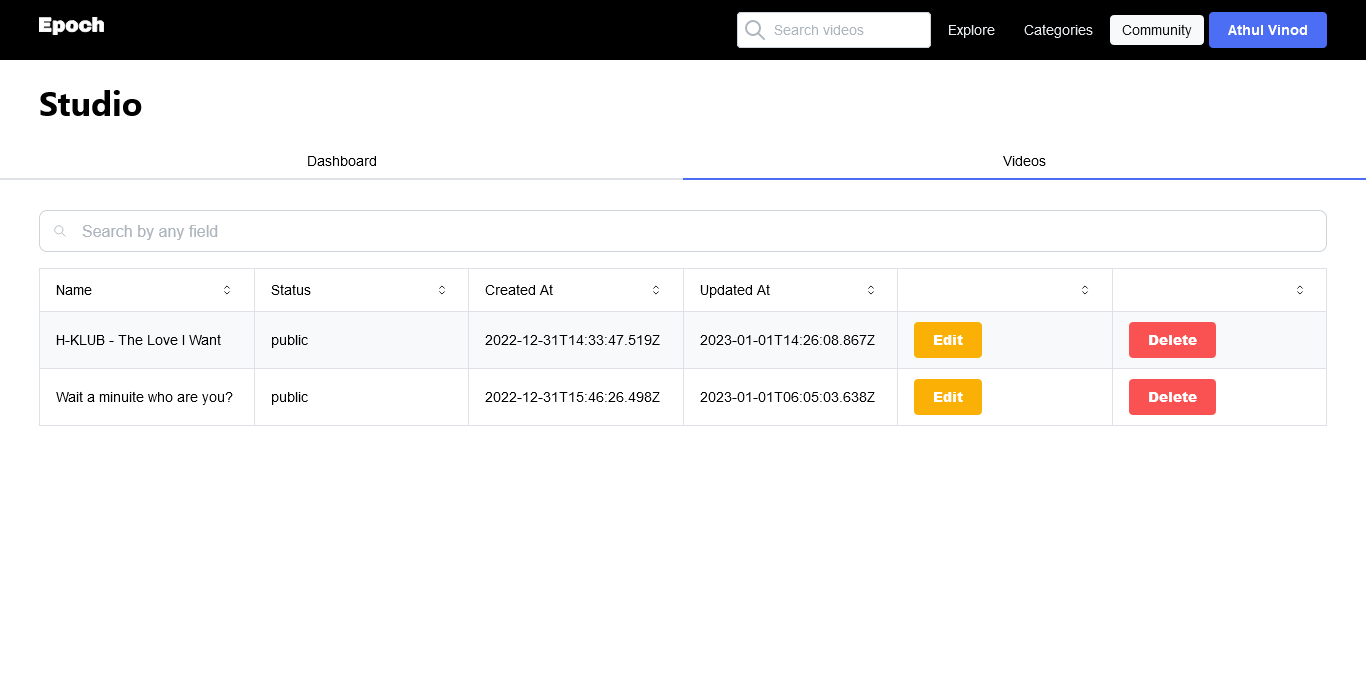 Epoch
Search videos Explore Categories Community Athul Vinod
Studio
Dashboard Videos
Search by any field
Name Status Created At Updated At
H-KLUB - The Love I Want public 2022-12-31T14:33:47.519Z 2023-01-01T14:26:08.867Z Edit Delete
Wait a minuite who are you? public 2022-12-31T15:46:26.498Z 2023-01-01T06:05:03.638Z Edit Delete